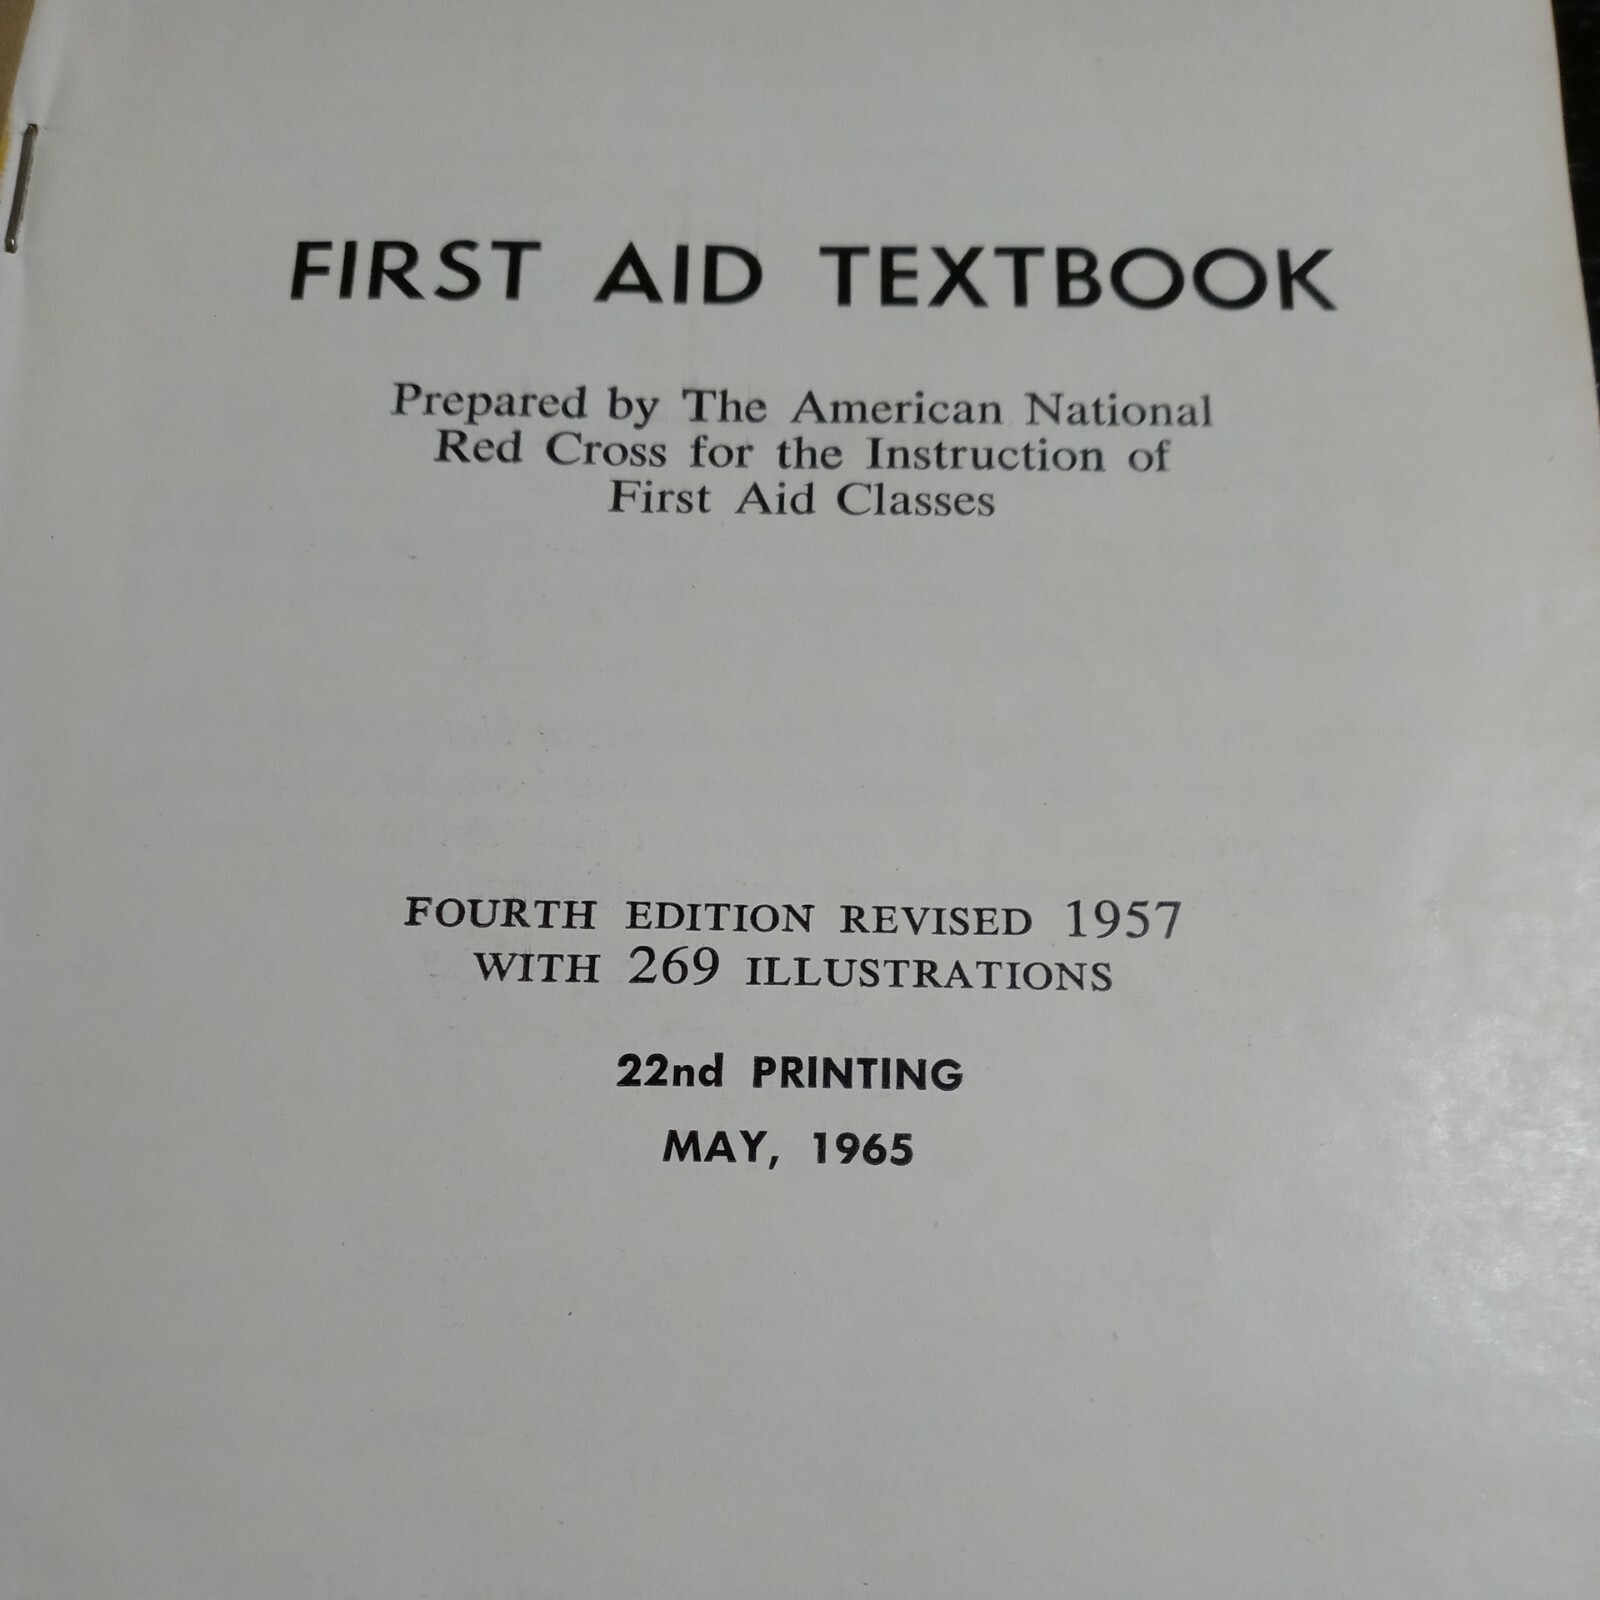 FIRST AID TEXTBOOK
Prepared by The American National
Red Cross for the Instruction of
First Aid Classes
FOURTH EDITION REVISED 1957
WITH 269 ILLUSTRATIONS
22nd PRINTING
MAY, 1965